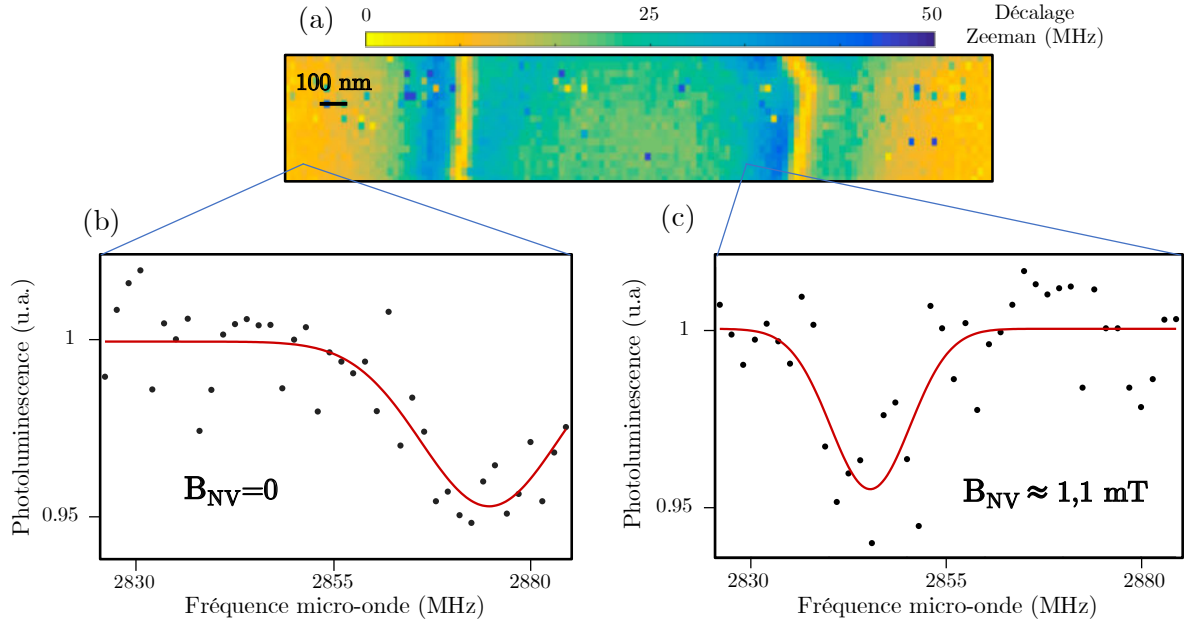 (a)
0 25 50
Décalage
Zeeman (MHz)
100 nm
(b)
Photoluminescence (u.a.)
1
0.95
B_NV=0
2830 2855 2880
Fréquence micro-onde (MHz)
(c)
Photoluminescence (u.a)
1
0.95
B_NV ≈ 1,1 mT
2830 2855 2880
Fréquence micro-onde (MHz)